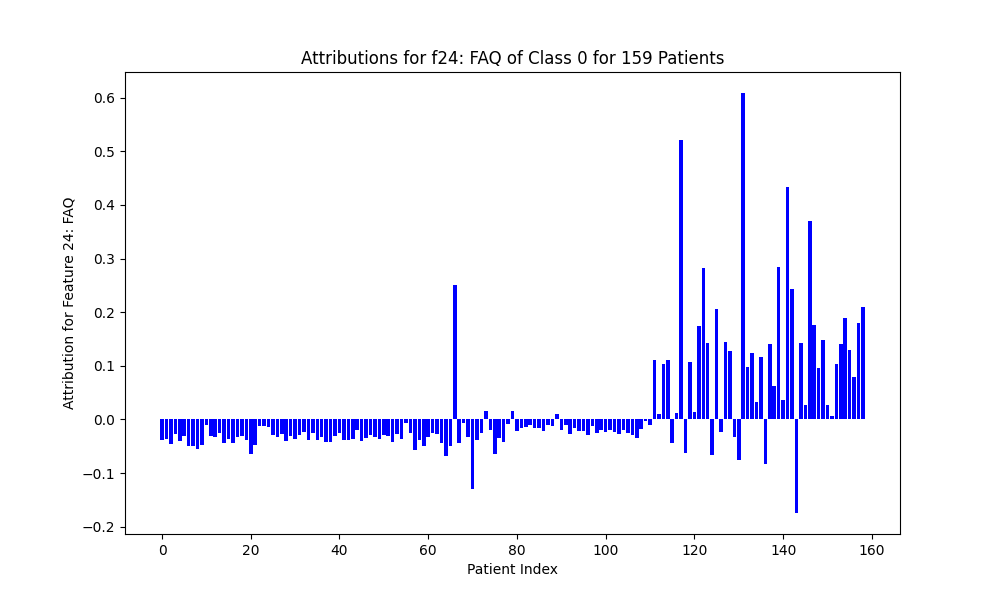 Attributions for f24: FAQ of Class 0 for 159 Patients
0.6
0.5
0.4
0.3
0.2
0.1
0.0
−0.1
−0.2
Attribution for Feature 24: FAQ
0 20 40 60 80 100 120 140 160
Patient Index